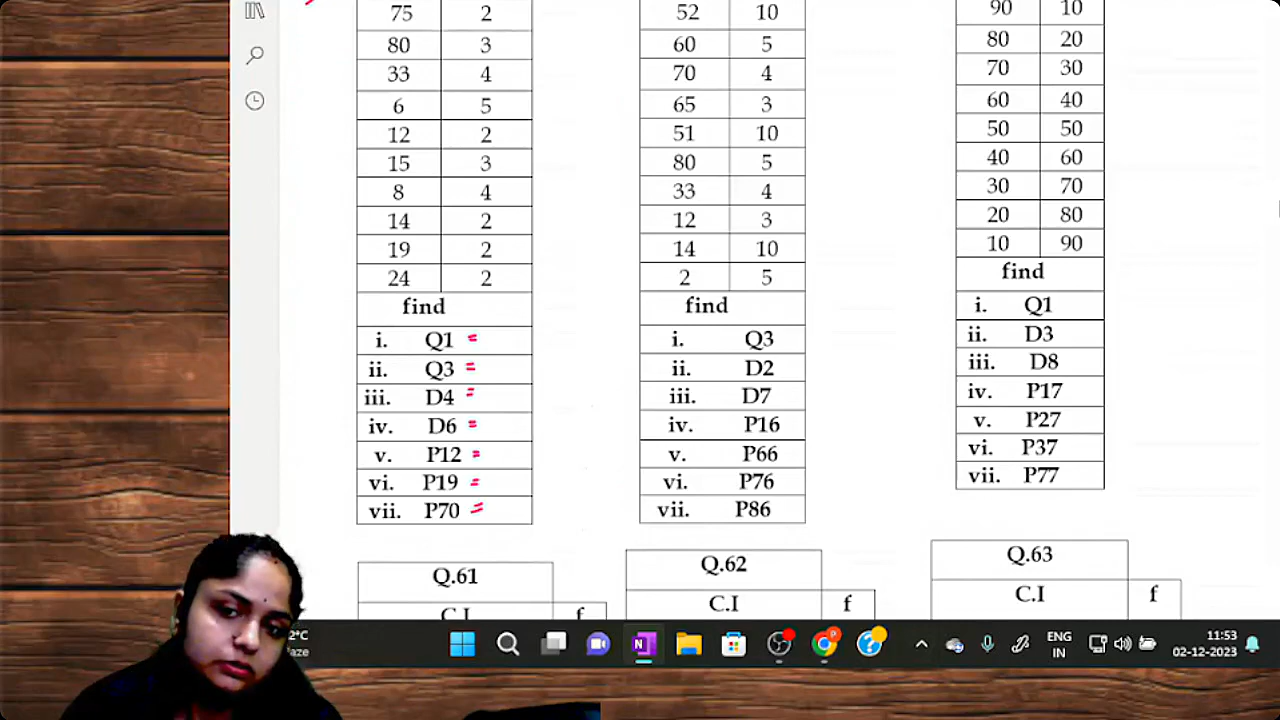 75 2
80 3
33 4
6 5
12 2
15 3
8 4
14 2
19 2
24 2
find
i. Q1 =
ii. Q3 =
iii. D4 =
iv. D6 =
v. P12 =
vi. P19 =
vii. P70 =
52 10
60 5
70 4
65 3
51 10
80 5
33 4
12 3
14 10
2 5
find
i. Q3
ii. D2
iii. D7
iv. P16
v. P66
vi. P76
vii. P86
90 10
80 20
70 30
60 40
50 50
40 60
30 70
20 80
10 90
find
i. Q1
ii. D3
iii. D8
iv. P17
v. P27
vi. P37
vii. P77
Q.61
C.I f
Q.62
C.I f
Q.63
C.I f
2°C
aze
ENG
IN
11:53
02-12-2023